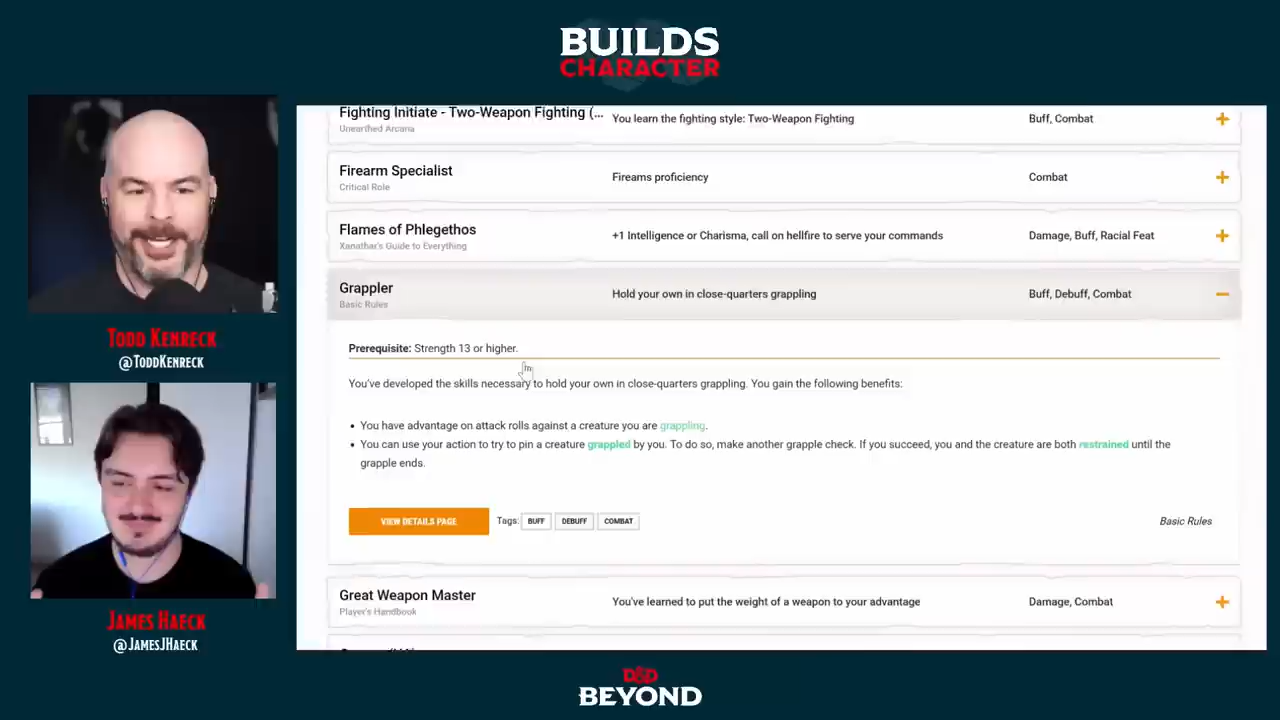 BUILDS
CHARACTER
Fighting Initiate - Two-Weapon Fighting (...
Unearthed Arcana
You learn the fighting style: Two-Weapon Fighting
Buff, Combat
Firearm Specialist
Critical Role
Fireams proficiency
Combat
Flames of Phlegethos
Xanathar's Guide to Everything
+1 Intelligence or Charisma, call on hellfire to serve your commands
Damage, Buff, Racial Feat
Grappler
Basic Rules
Hold your own in close-quarters grappling
Buff, Debuff, Combat
Prerequisite: Strength 13 or higher.
You've developed the skills necessary to hold your own in close-quarters grappling. You gain the following benefits:
• You have advantage on attack rolls against a creature you are grappling.
• You can use your action to try to pin a creature grappled by you. To do so, make another grapple check. If you succeed, you and the creature are both restrained until the
grapple ends.
VIEW DETAILS PAGE
Tags: BUFF DEBUFF COMBAT
Basic Rules
Great Weapon Master
Player's Handbook
You've learned to put the weight of a weapon to your advantage
Damage, Combat
TODD KENRECK
@TODDKENRECK
JAMES HAECK
@JAMESJHAECK
D&D
BEYOND